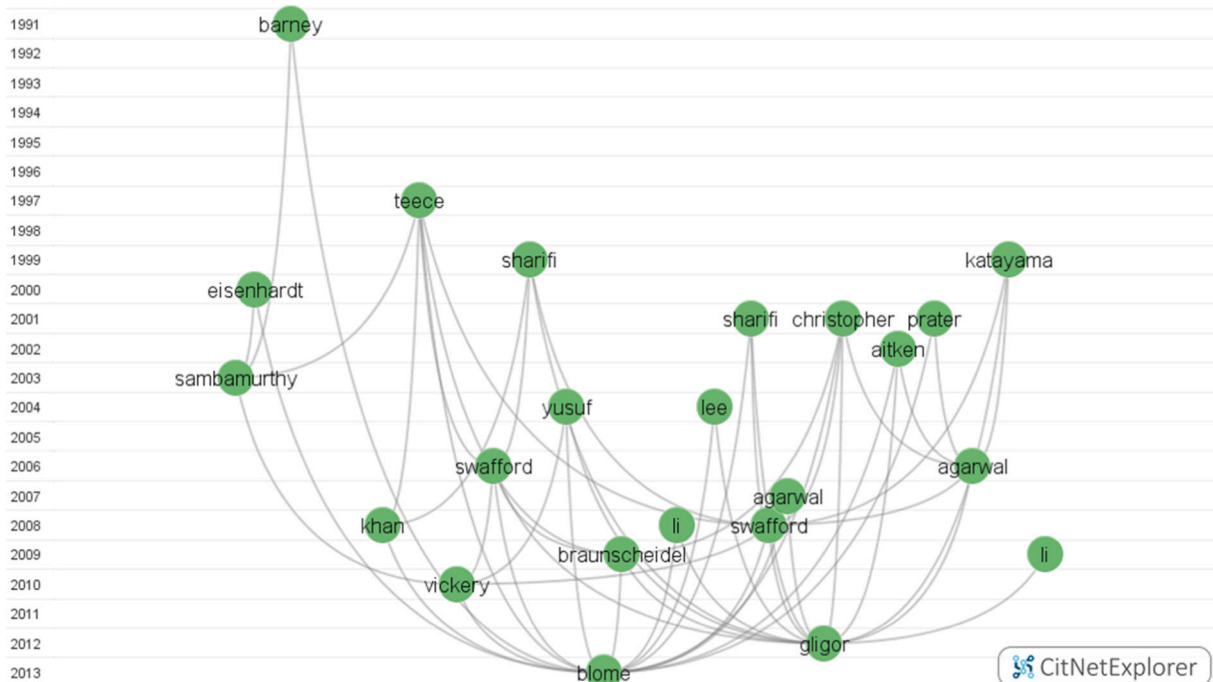 1991 barney
1992
1993
1994
1995
1996
1997 teece
1998
1999 sharifi katayama
2000 eisenhardt
2001 sharifi christopher prater
2002 aitken
2003 sambamurthy
2004 yusuf lee
2005
2006 swafford agarwal
2007 agarwal
2008 khan li swafford
2009 braunscheidel li
2010 vickery
2011
2012 gligor
2013 blome
CitNetExplorer